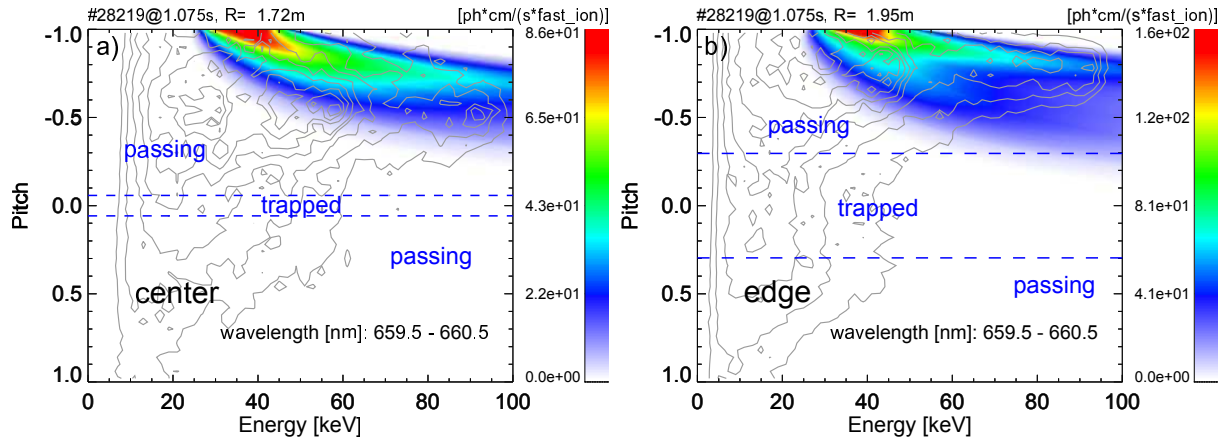 #28219@1.075s, R= 1.72m [ph*cm/(s*fast_ion)]
a)
-1.0
-0.5
0.0
0.5
1.0
Pitch
passing
trapped
passing
center
wavelength [nm]: 659.5 - 660.5
0 20 40 60 80 100
Energy [keV]
8.6e+01
6.5e+01
4.3e+01
2.2e+01
0.0e+00
#28219@1.075s, R= 1.95m [ph*cm/(s*fast_ion)]
b)
-1.0
-0.5
0.0
0.5
1.0
Pitch
passing
trapped
passing
edge
wavelength [nm]: 659.5 - 660.5
0 20 40 60 80 100
Energy [keV]
1.6e+02
1.2e+02
8.1e+01
4.1e+01
0.0e+00